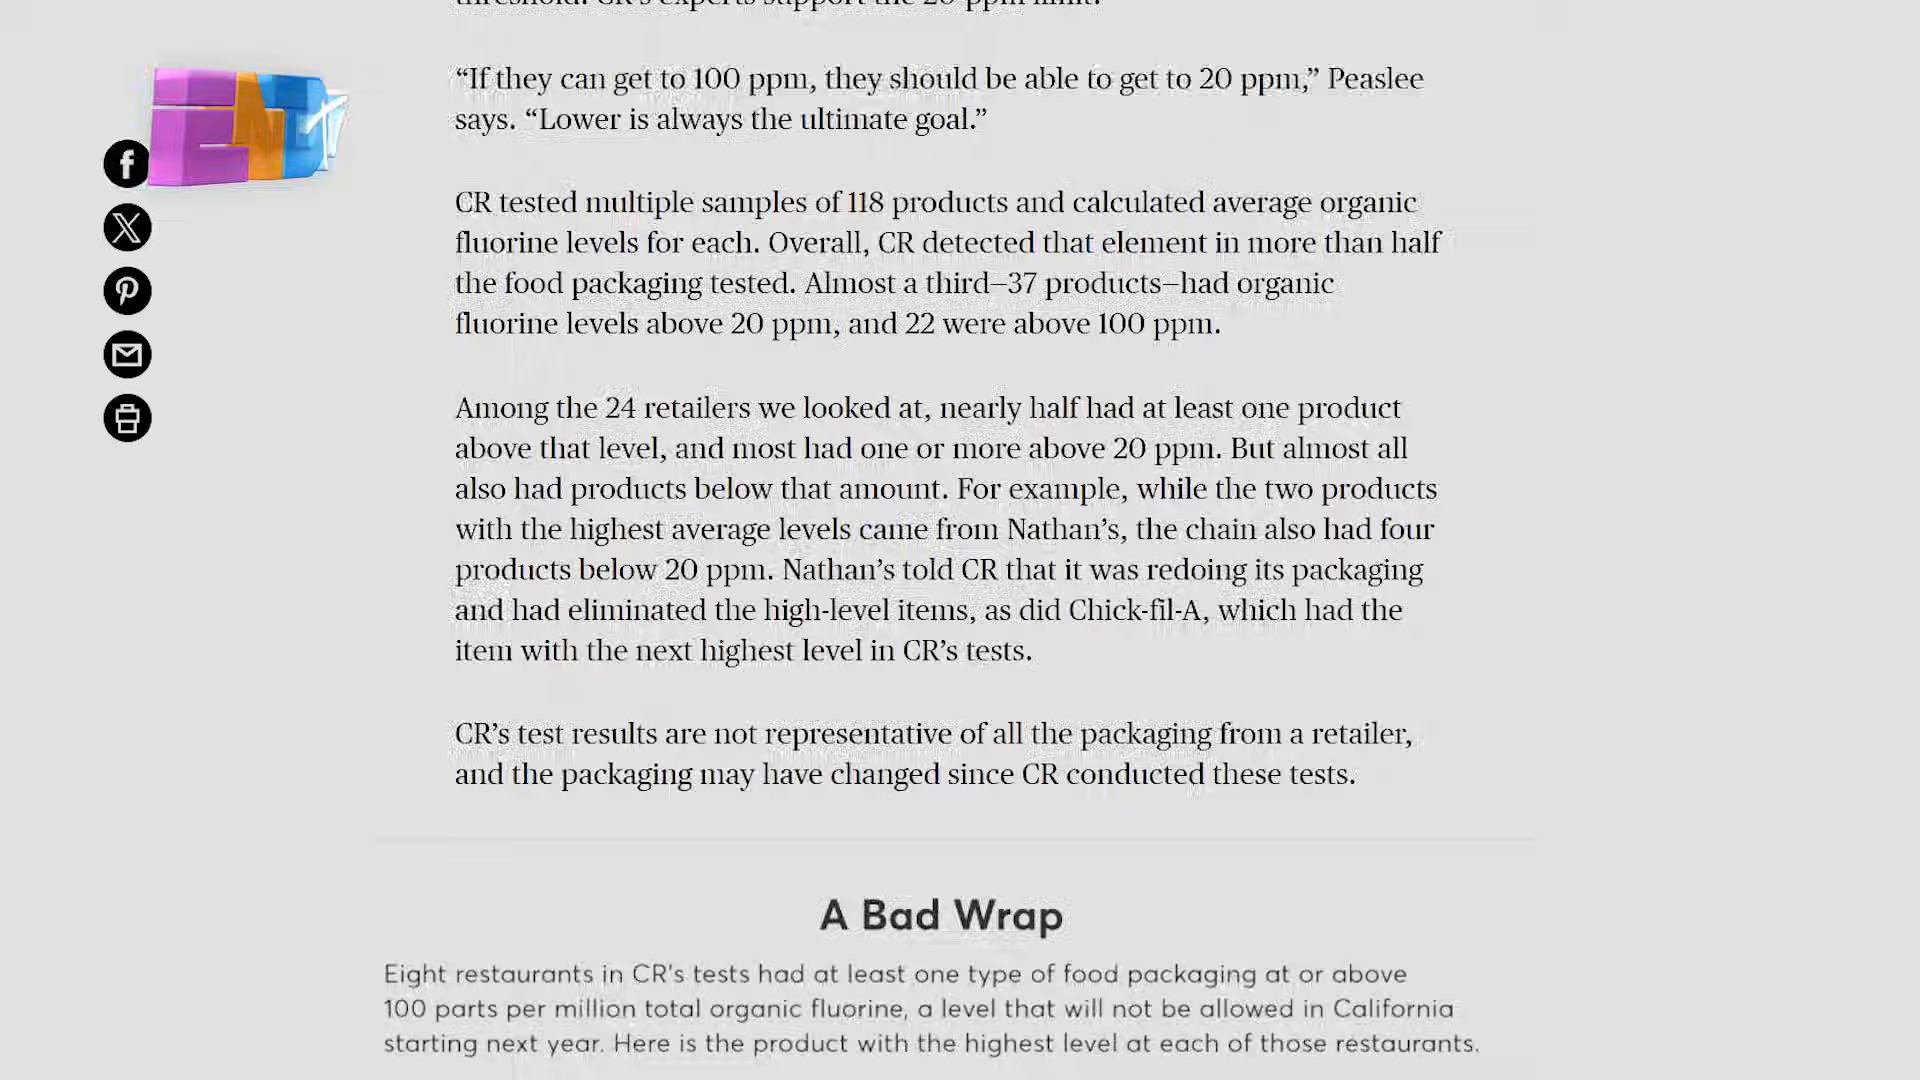 threshold. CR's experts support the 20 ppm limit.
“If they can get to 100 ppm, they should be able to get to 20 ppm,” Peaslee
says. “Lower is always the ultimate goal.”
CR tested multiple samples of 118 products and calculated average organic
fluorine levels for each. Overall, CR detected that element in more than half
the food packaging tested. Almost a third—37 products—had organic
fluorine levels above 20 ppm, and 22 were above 100 ppm.
Among the 24 retailers we looked at, nearly half had at least one product
above that level, and most had one or more above 20 ppm. But almost all
also had products below that amount. For example, while the two products
with the highest average levels came from Nathan’s, the chain also had four
products below 20 ppm. Nathan’s told CR that it was redoing its packaging
and had eliminated the high-level items, as did Chick-fil-A, which had the
item with the next highest level in CR’s tests.
CR’s test results are not representative of all the packaging from a retailer,
and the packaging may have changed since CR conducted these tests.
A Bad Wrap
Eight restaurants in CR's tests had at least one type of food packaging at or above
100 parts per million total organic fluorine, a level that will not be allowed in California
starting next year. Here is the product with the highest level at each of those restaurants.